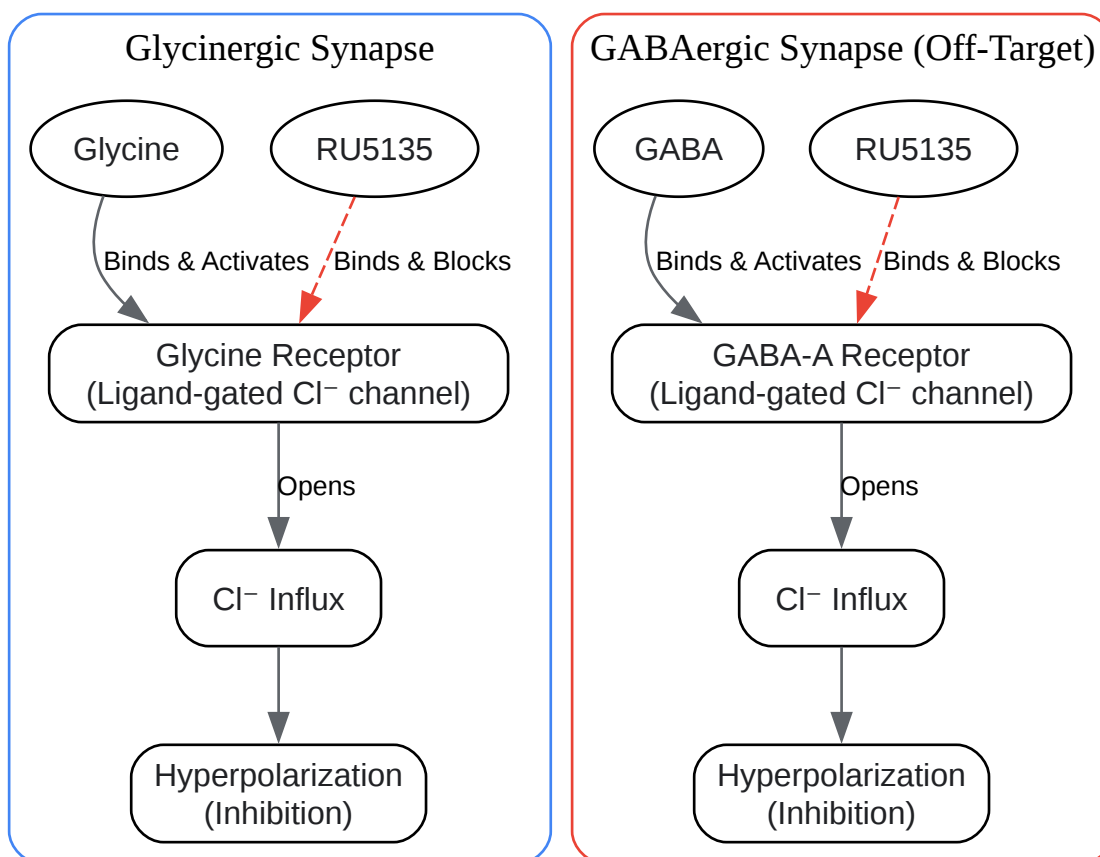 Glycinergic Synapse
Glycine
RU5135
Binds & Activates
Binds & Blocks
Glycine Receptor
(Ligand-gated Cl⁻ channel)
Opens
Cl⁻ Influx
Hyperpolarization
(Inhibition)
GABAergic Synapse (Off-Target)
GABA
RU5135
Binds & Activates
Binds & Blocks
GABA-A Receptor
(Ligand-gated Cl⁻ channel)
Opens
Cl⁻ Influx
Hyperpolarization
(Inhibition)